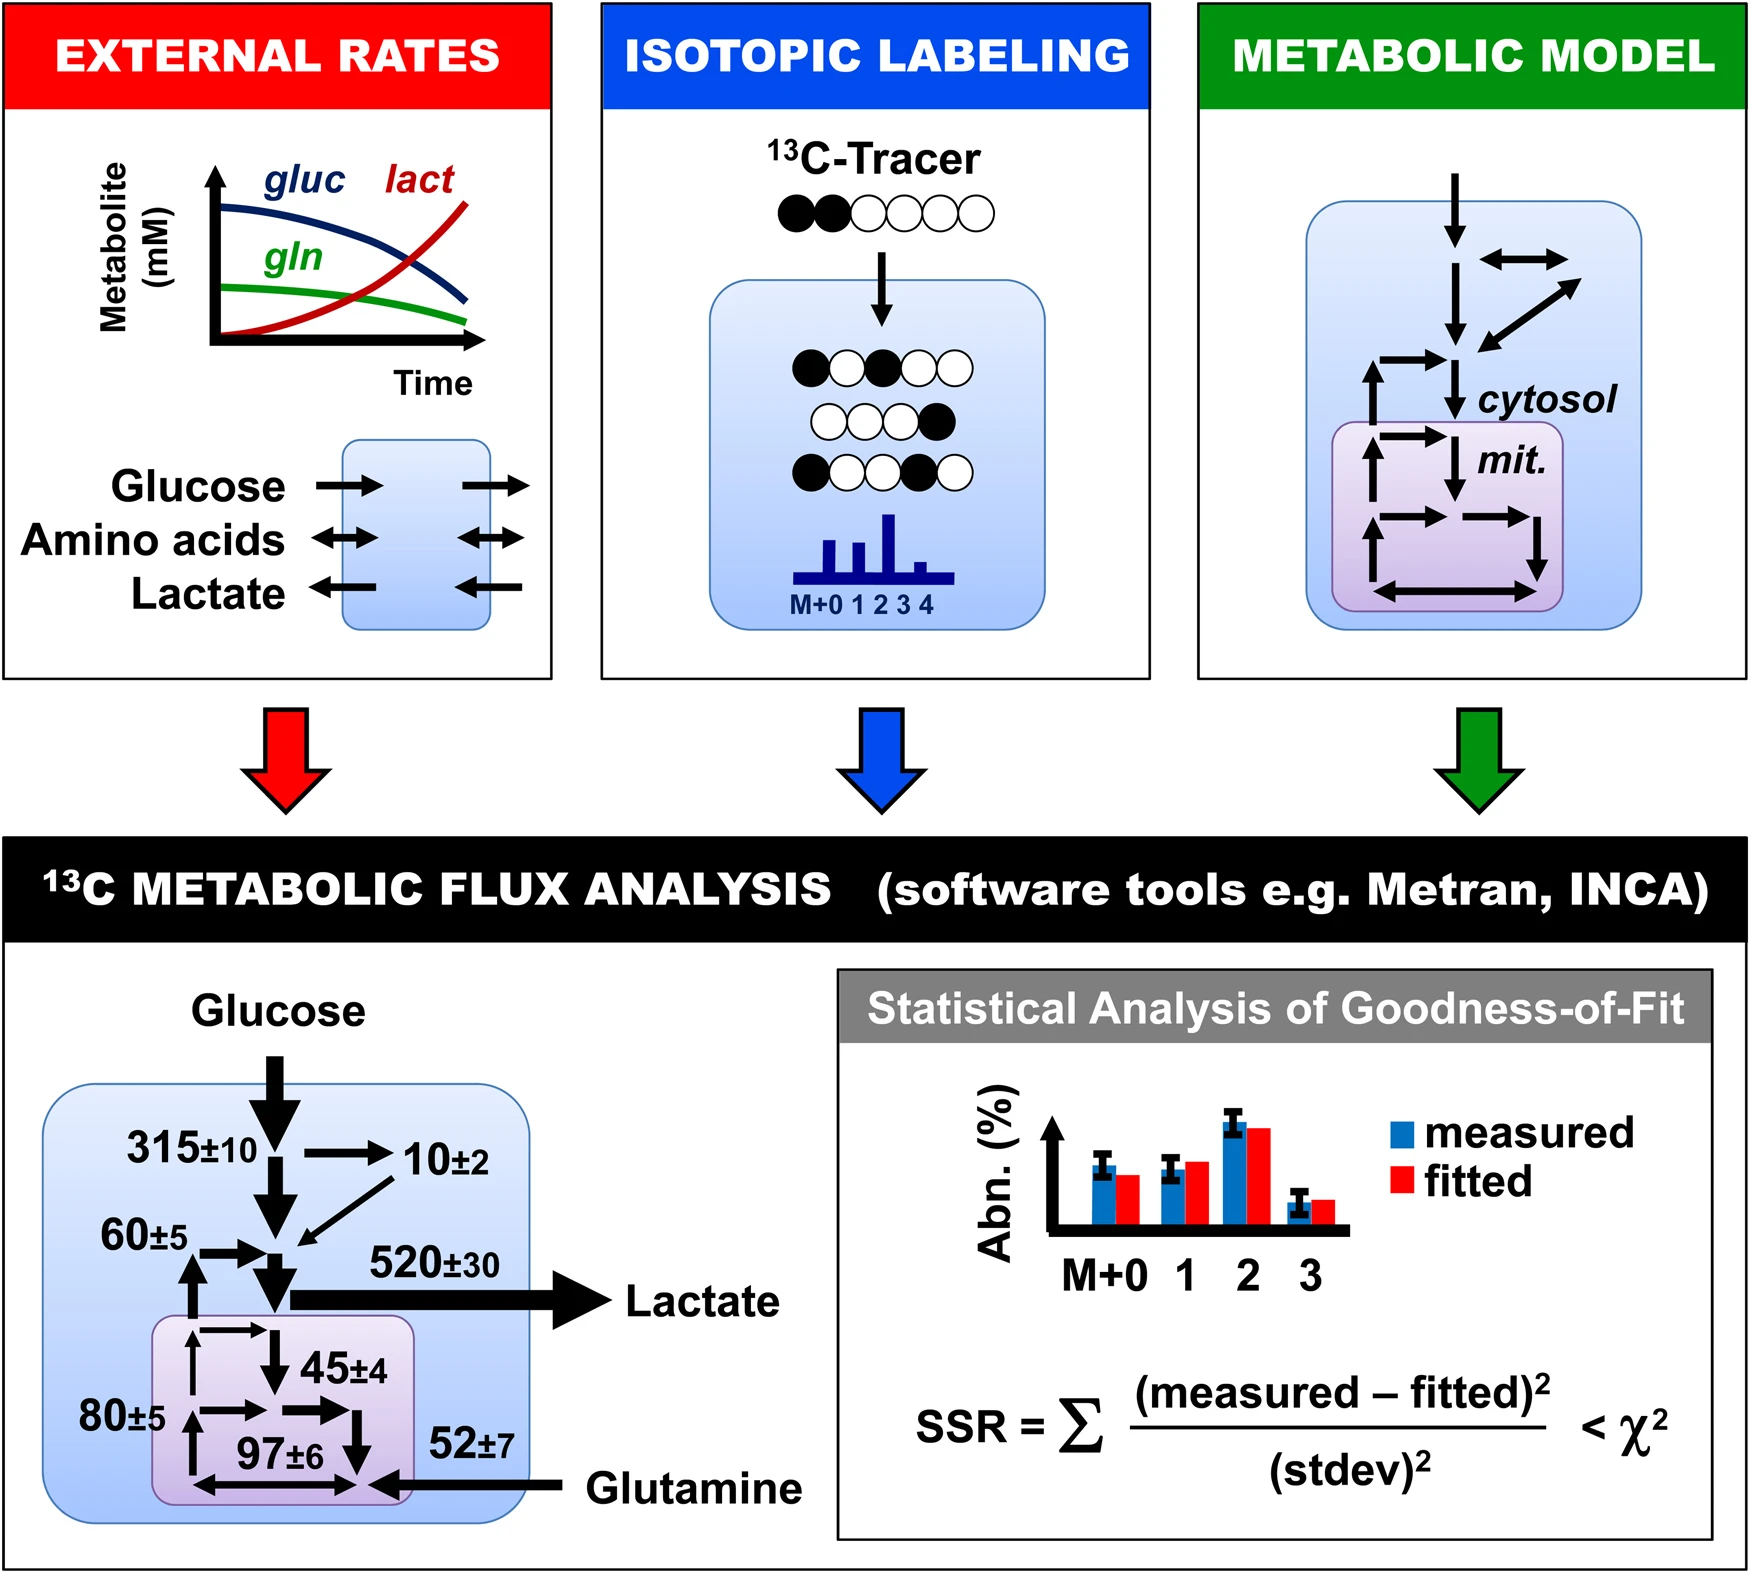 EXTERNAL RATES
Metabolite
(mM)
gluc
lact
gln
Time
Glucose
Amino acids
Lactate
ISOTOPIC LABELING
¹³C-Tracer
M+0 1 2 3 4
METABOLIC MODEL
cytosol
mit.
¹³C METABOLIC FLUX ANALYSIS (software tools e.g. Metran, INCA)
Glucose
315±10
10±2
60±5
520±30
Lactate
45±4
80±5
97±6
52±7
Glutamine
Statistical Analysis of Goodness-of-Fit
Abn. (%)
measured
fitted
M+0 1 2 3
SSR = Σ (measured – fitted)² / (stdev)² < χ²